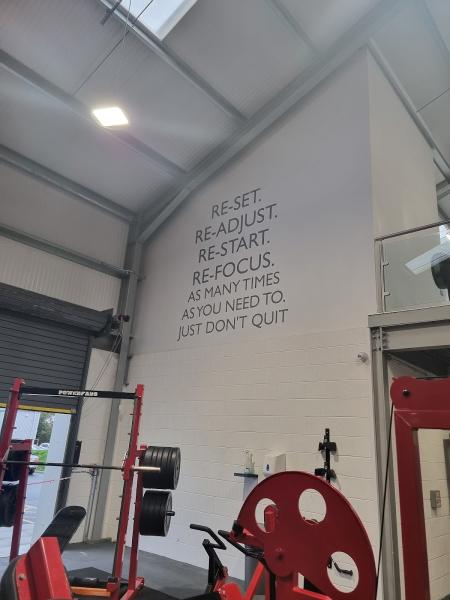 RE-SET.
RE-ADJUST.
RE-START.
RE-FOCUS.
AS MANY TIMES
AS YOU NEED TO.
JUST DON'T QUIT
POWERFAB®